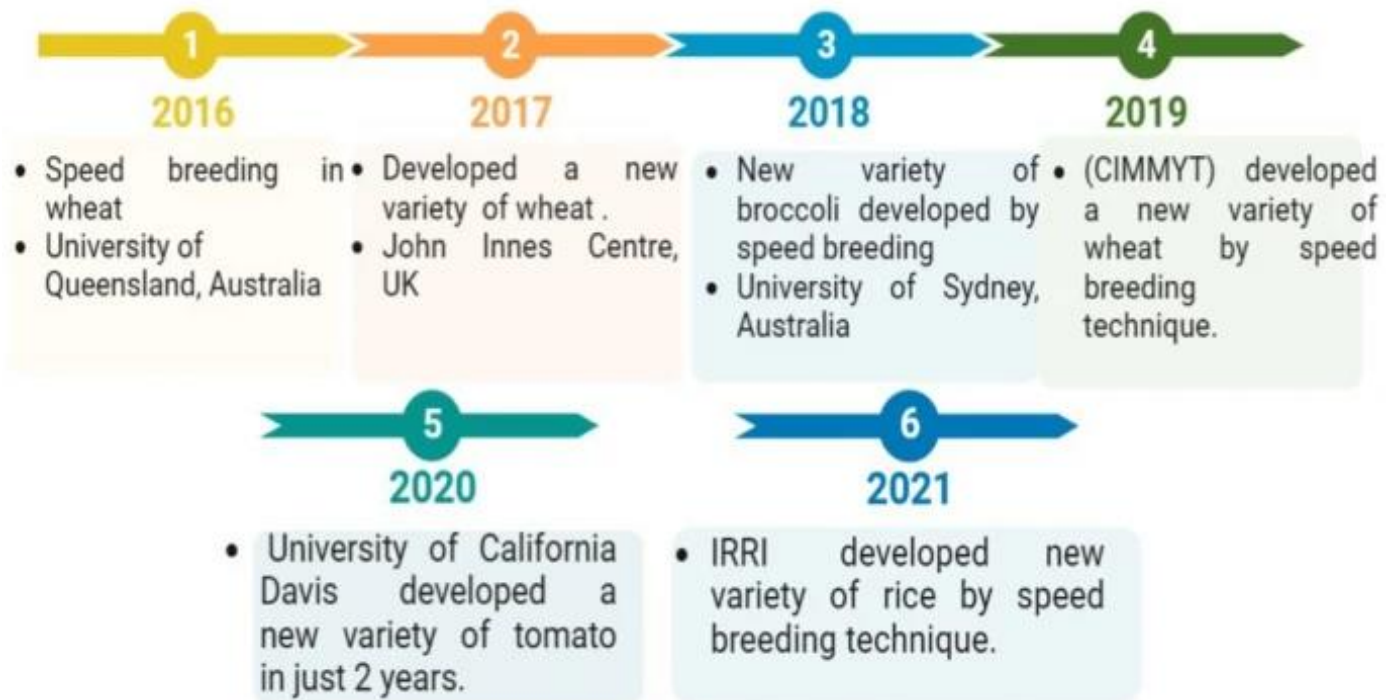 1
2016
• Speed breeding in
wheat
• University of
Queensland, Australia
2
2017
• Developed a new
variety of wheat .
• John Innes Centre,
UK
3
2018
• New variety of
broccoli developed by
speed breeding
• University of Sydney,
Australia
4
2019
• (CIMMYT) developed
a new variety of
wheat by speed
breeding
technique.
5
2020
• University of California
Davis developed a
new variety of tomato
in just 2 years.
6
2021
• IRRI developed new
variety of rice by speed
breeding technique.